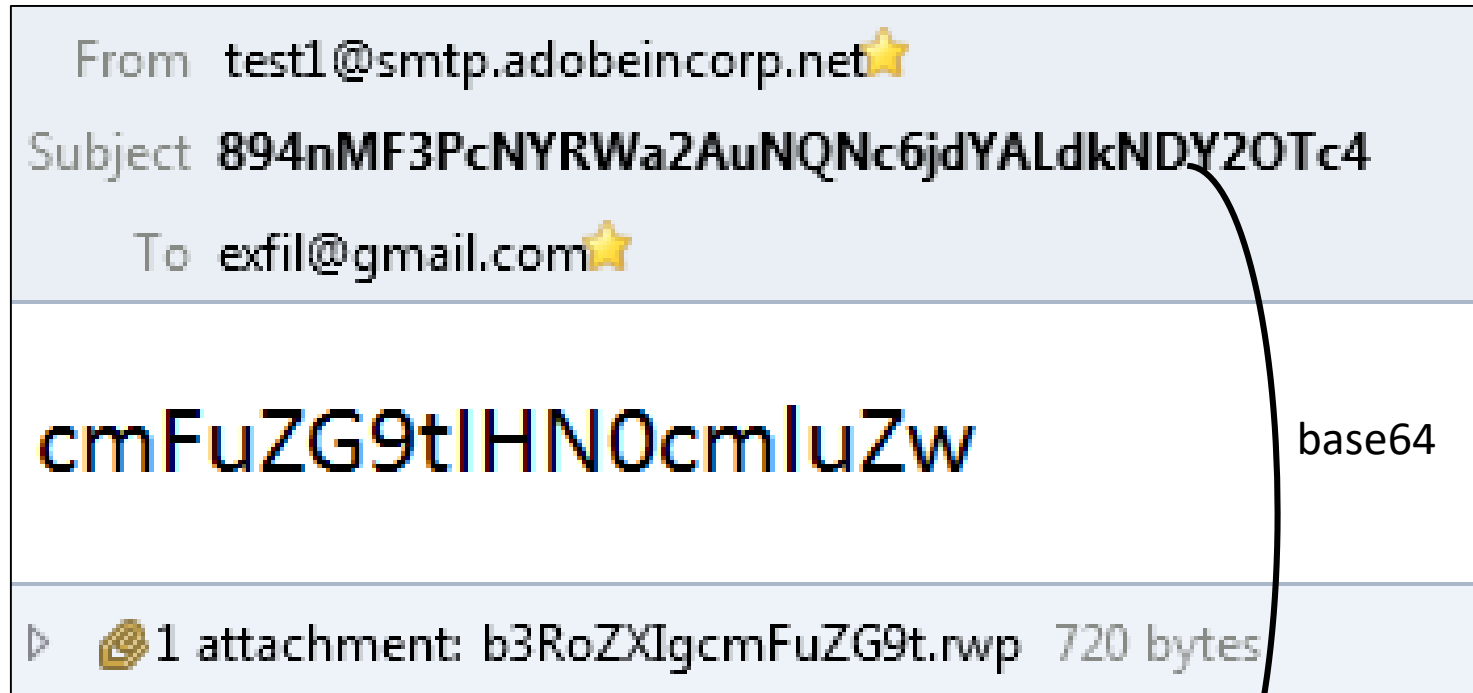 From test1@smtp.adobeincorp.net
Subject 894nMF3PcNYRWa2AuNQNc6jdYALdkNDY2OTc4
To exfil@gmail.com
cmFuZG9tIHN0cmluZw
base64
1 attachment: b3RoZXIgcmFuZG9t.rwp 720 bytes